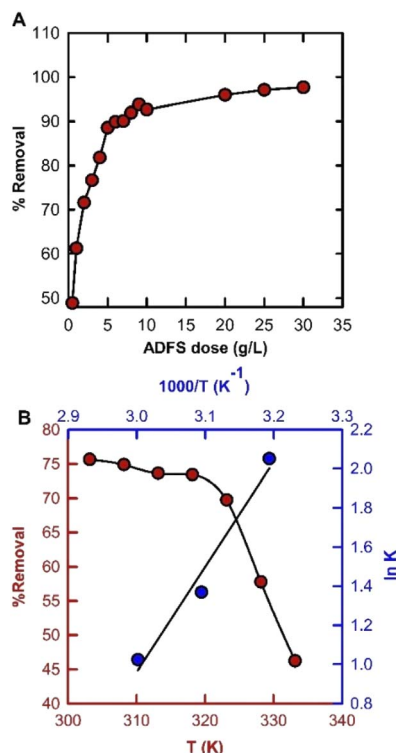 A
110
100
90
80
70
60
50
% Removal
0 5 10 15 20 25 30 35
ADFS dose (g/L)
1000/T (K-1)
B
2.9 3.0 3.1 3.2 3.3
80
75
70
65
60
55
50
45
40
%Removal
2.2
2.0
1.8
1.6
1.4
1.2
1.0
0.8
ln K
300 310 320 330 340
T (K)